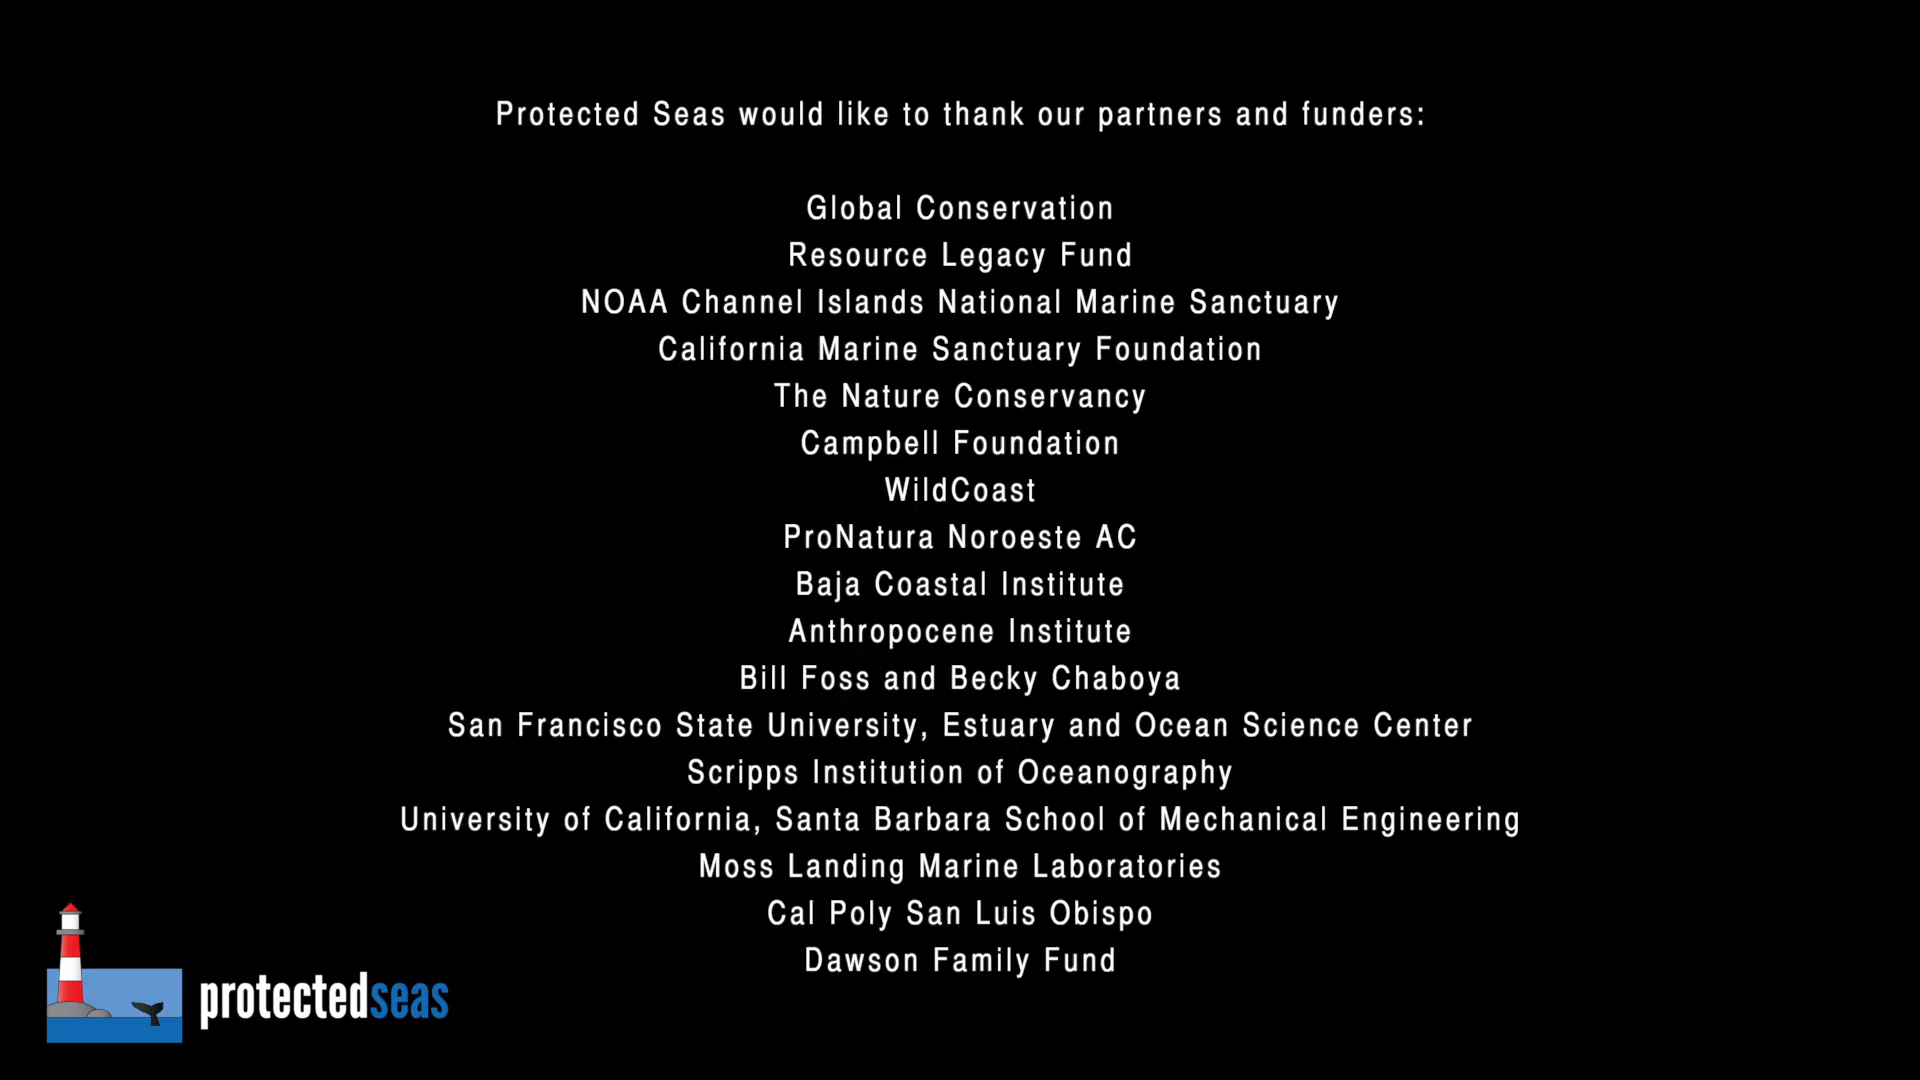 Protected Seas would like to thank our partners and funders:
Global Conservation
Resource Legacy Fund
NOAA Channel Islands National Marine Sanctuary
California Marine Sanctuary Foundation
The Nature Conservancy
Campbell Foundation
WildCoast
ProNatura Noroeste AC
Baja Coastal Institute
Anthropocene Institute
Bill Foss and Becky Chaboya
San Francisco State University, Estuary and Ocean Science Center
Scripps Institution of Oceanography
University of California, Santa Barbara School of Mechanical Engineering
Moss Landing Marine Laboratories
Cal Poly San Luis Obispo
Dawson Family Fund
protectedseas